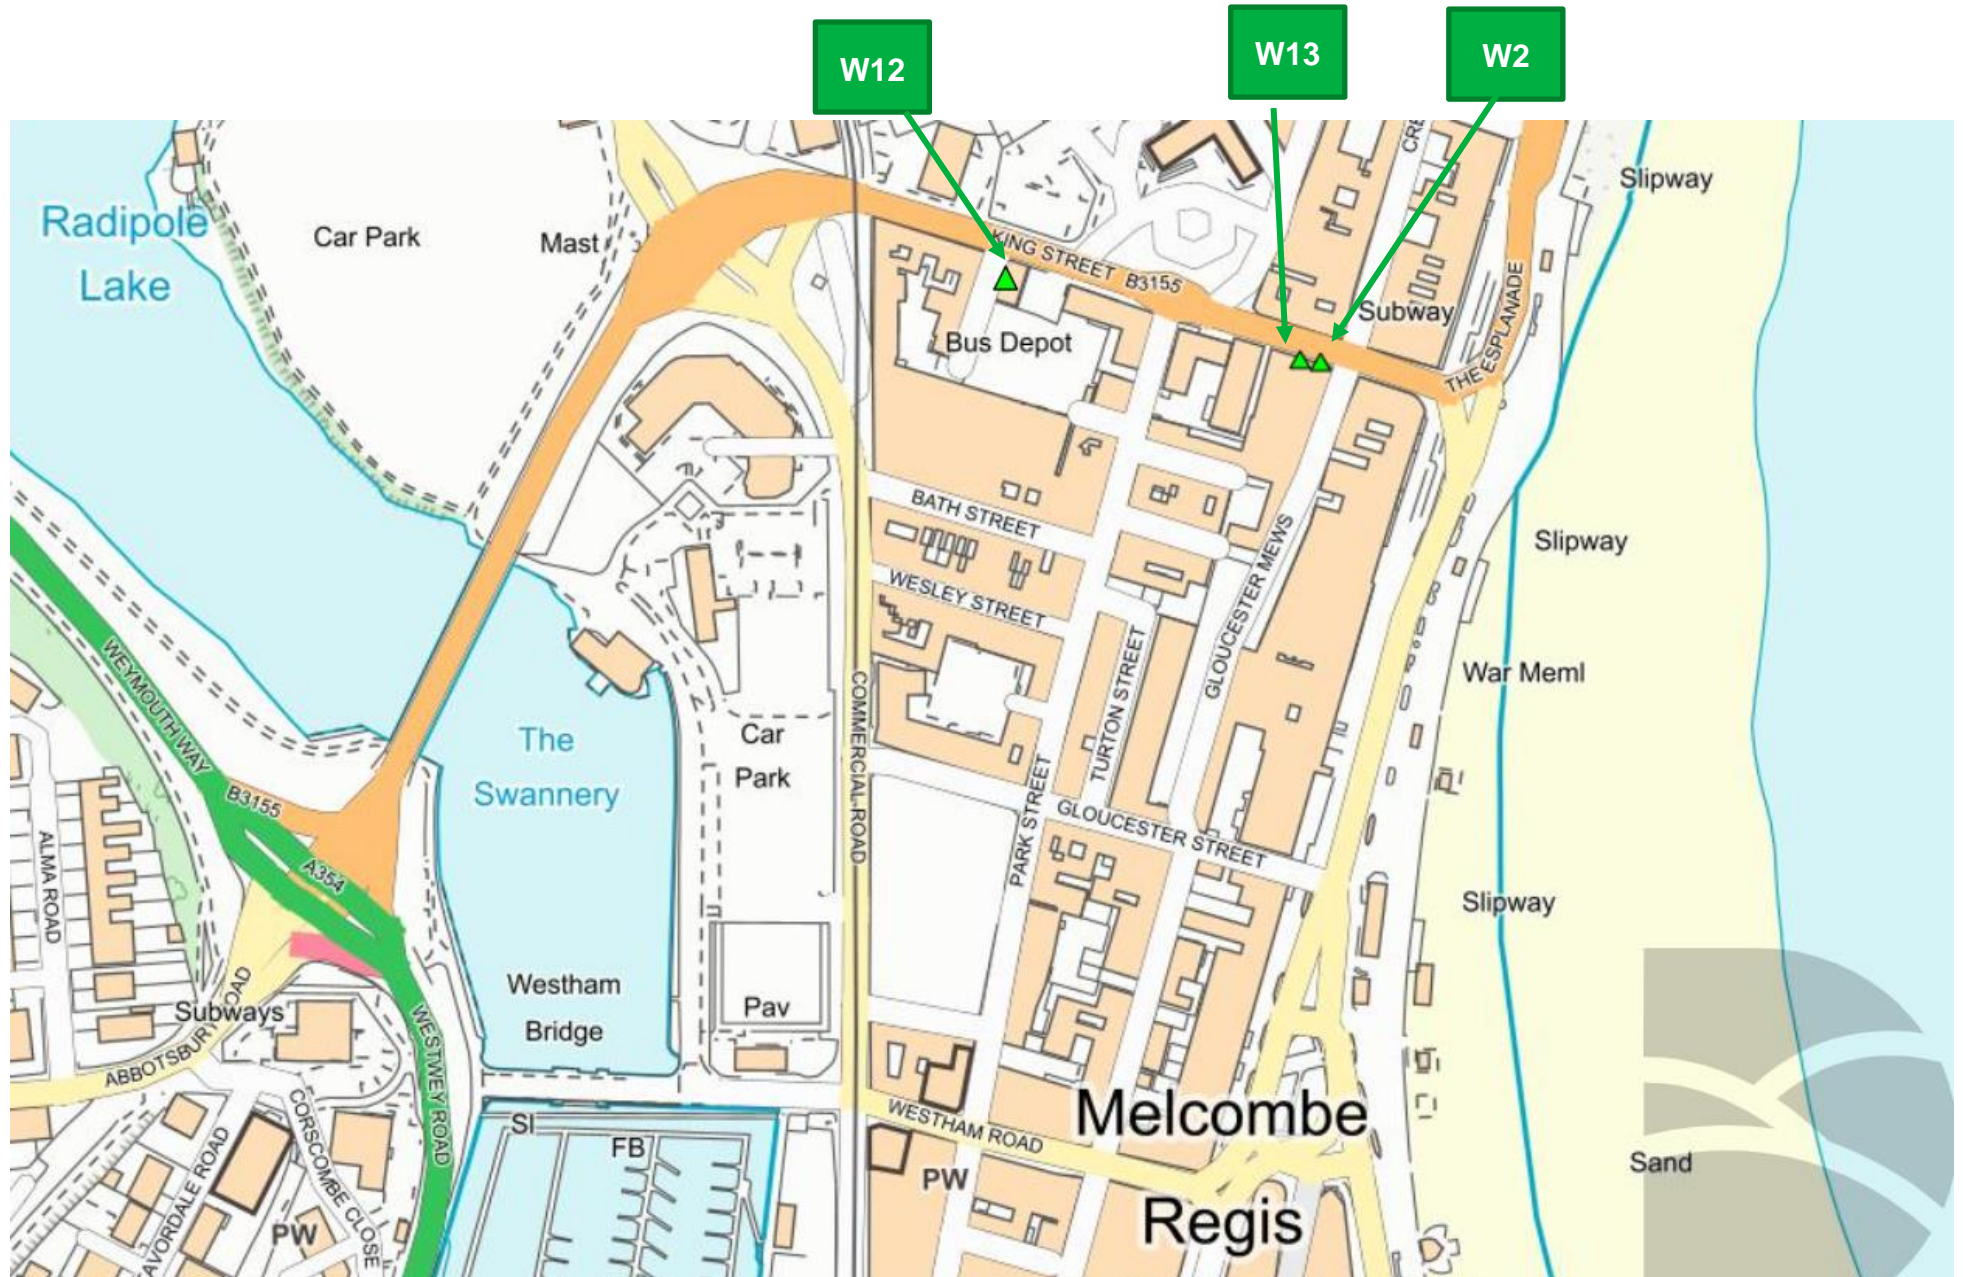 W12
W13
W2
CRE
Slipway
Radipole
Lake
Car Park
Mast
KING STREET
B3155
Subway
THE ESPLANADE
Bus Depot
BATH STREET
WESLEY STREET
GLOUCESTER MEWS
Slipway
WEYMOUTH WAY
TURTON STREET
COMMERCIAL ROAD
War Meml
The
Swannery
Car
Park
B3155
PARK STREET
GLOUCESTER STREET
ALMA ROAD
A354
Slipway
Westham
Bridge
Pav
Subways
ABBOTSBURY ROAD
WESTWEY ROAD
CORSCOMBE CLOSE
SI
FB
WESTHAM ROAD
Melcombe
Regis
PW
Sand
AVORDALE ROAD
PW